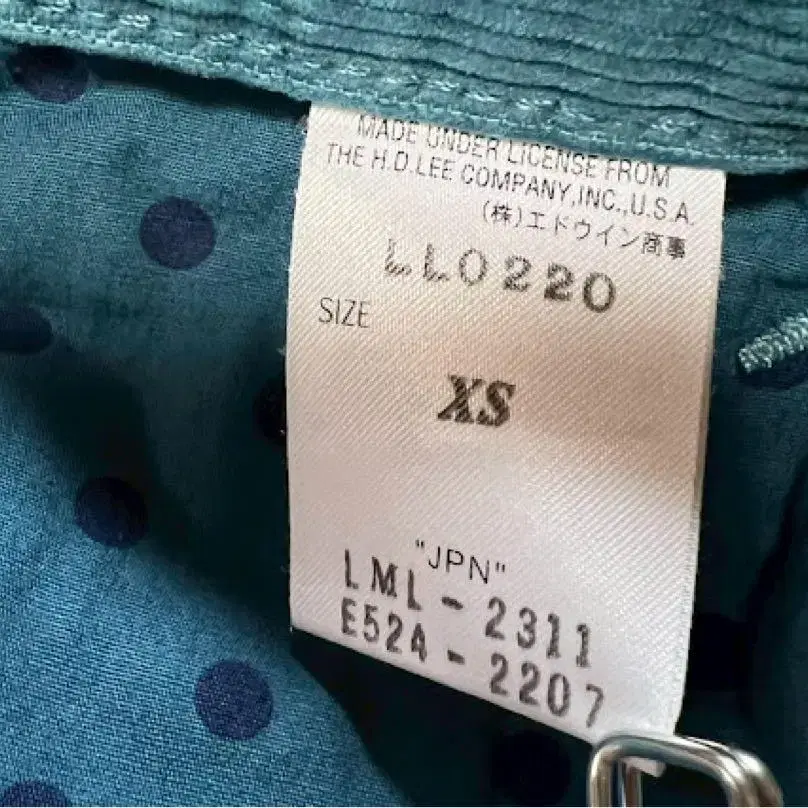 MADE UNDER LICENSE FROM
THE H.D.LEE COMPANY,INC.,U.S.A.
(株)エドウイン商事
LL0220
SIZE
XS
"JPN"
LML-2311
E524-2207